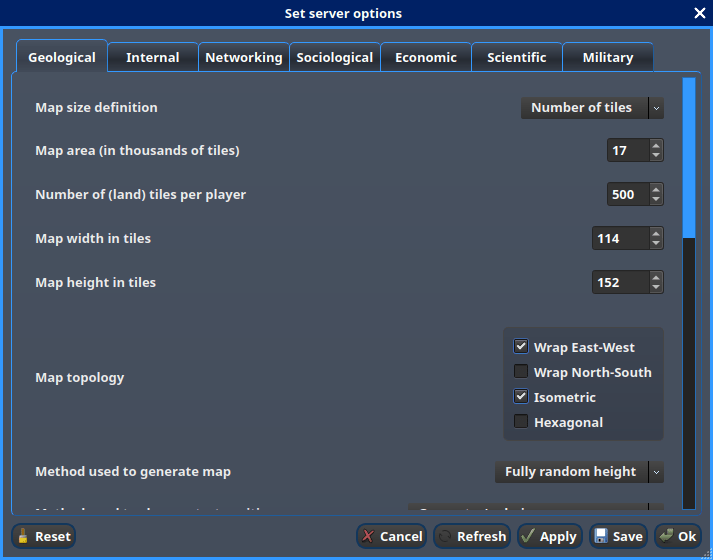 Set server options
Geological Internal Networking Sociological Economic Scientific Military
Map size definition Number of tiles
Map area (in thousands of tiles) 17
Number of (land) tiles per player 500
Map width in tiles 114
Map height in tiles 152
Wrap East-West
Wrap North-South
Map topology
Isometric
Hexagonal
Method used to generate map Fully random height
Reset Cancel Refresh Apply Save Ok